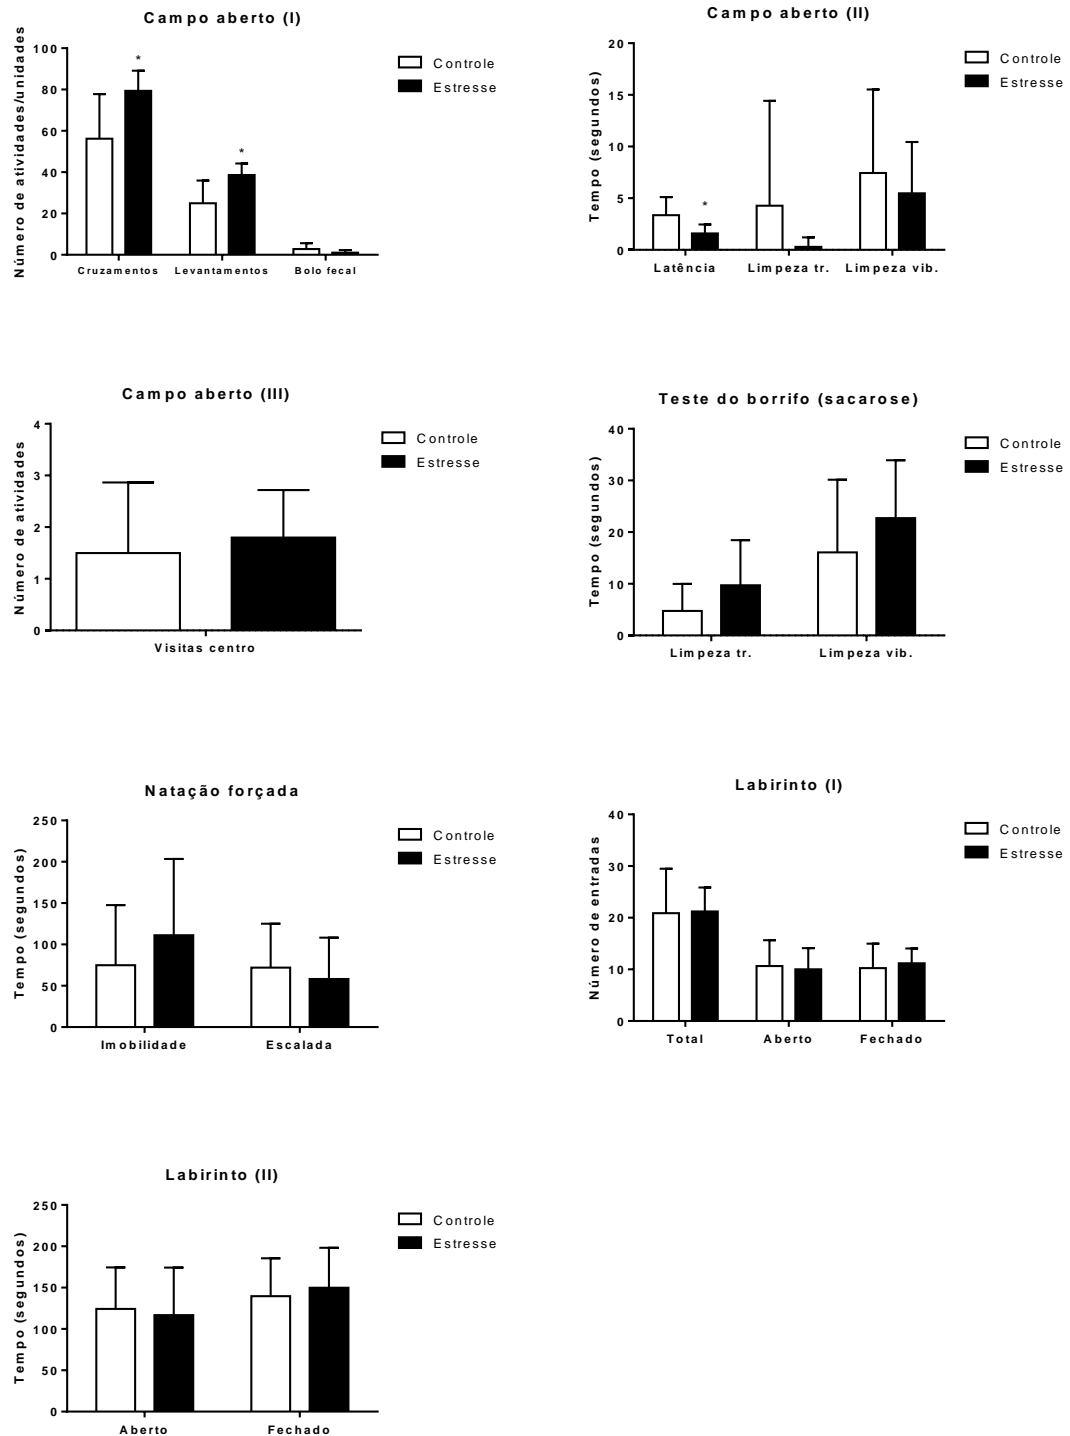 Campo aberto (I)
Número de atividades/unidades
100
80
60
40
20
0
*
*
Cruzamentos
Levantamentos
Bolo fecal
Controle
Estresse
Campo aberto (II)
Tempo (segundos)
20
15
10
5
0
*
Latência
Limpeza tr.
Limpeza vib.
Controle
Estresse
Campo aberto (III)
Número de atividades
4
3
2
1
0
Visitas centro
Controle
Estresse
Teste do borrifo (sacarose)
Tempo (segundos)
40
30
20
10
0
Limpeza tr.
Limpeza vib.
Controle
Estresse
Natação forçada
Tempo (segundos)
250
200
150
100
50
0
Imobilidade
Escalada
Controle
Estresse
Labirinto (I)
Número de entradas
40
30
20
10
0
Total
Aberto
Fechado
Controle
Estresse
Labirinto (II)
Tempo (segundos)
250
200
150
100
50
0
Aberto
Fechado
Controle
Estresse